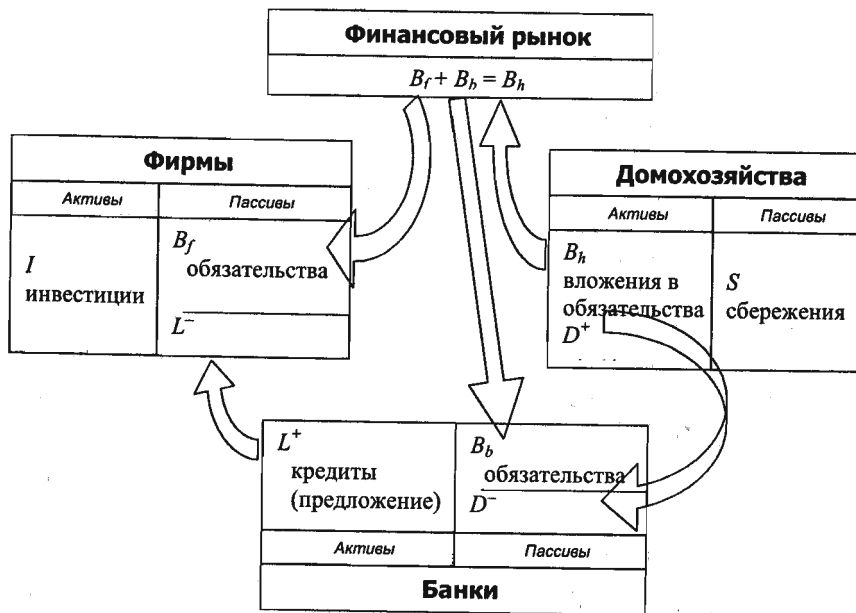 Финансовый рынок
B_f + B_b = B_h
Фирмы
Активы Пассивы
I
инвестиции
B_f
обязательства
L⁻
Домохозяйства
Активы Пассивы
B_h
вложения в
обязательства
D⁺
S
сбережения
L⁺
кредиты
(предложение)
B_b
обязательства
D⁻
Активы Пассивы
Банки